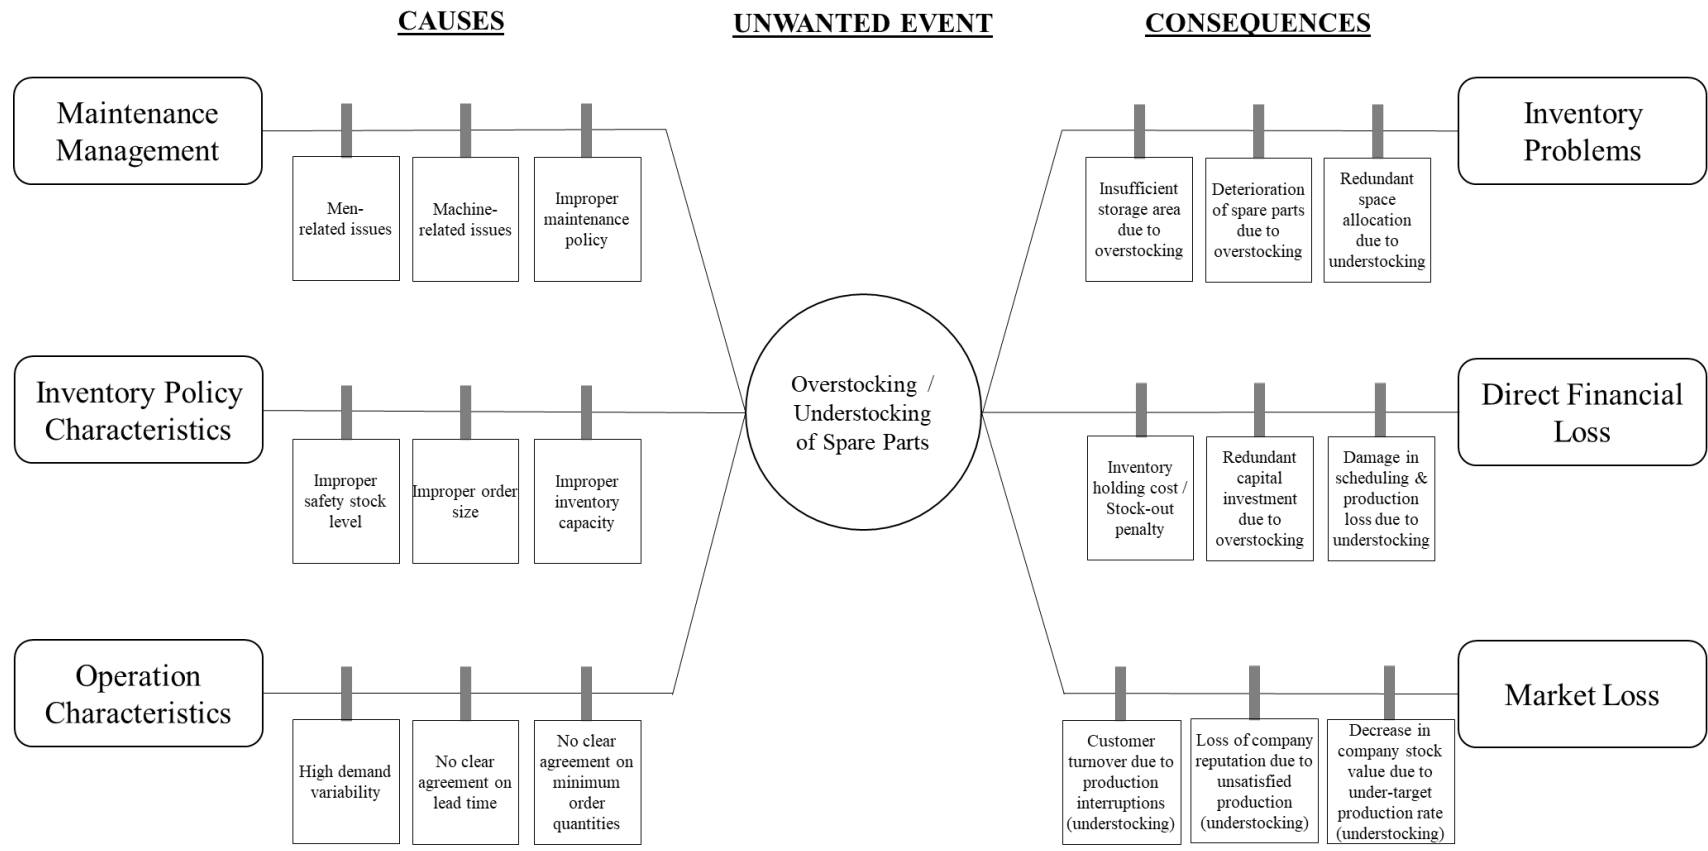 CAUSES
UNWANTED EVENT
CONSEQUENCES
Maintenance
Management
Men-
related issues
Machine-
related issues
Improper
maintenance
policy
Inventory Policy
Characteristics
Improper
safety stock
level
Improper order
size
Improper
inventory
capacity
Operation
Characteristics
High demand
variability
No clear
agreement on
lead time
No clear
agreement on
minimum
order
quantities
Overstocking /
Understocking
of Spare Parts
Inventory
Problems
Insufficient
storage area
due to
overstocking
Deterioration
of spare parts
due to
overstocking
Redundant
space
allocation
due to
understocking
Direct Financial
Loss
Inventory
holding cost /
Stock-out
penalty
Redundant
capital
investment
due to
overstocking
Damage in
scheduling &
production
loss due to
understocking
Market Loss
Customer
turnover due to
production
interruptions
(understocking)
Loss of company
reputation due to
unsatisfied
production
(understocking)
Decrease in
company stock
value due to
under-target
production rate
(understocking)